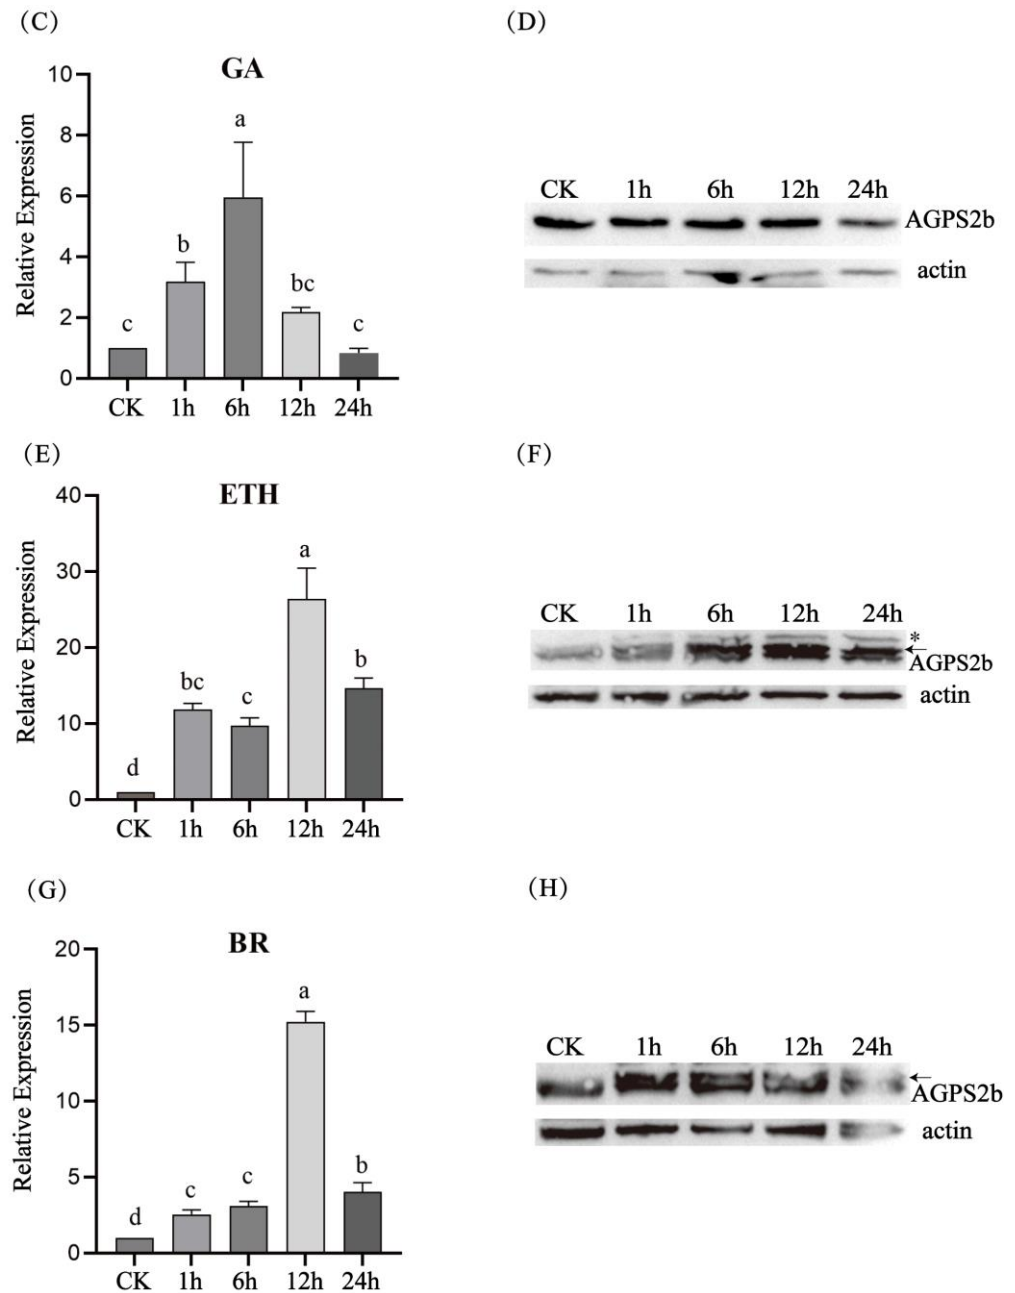 (C)
GA
Relative Expression
10
8
6
4
2
0
c
b
a
bc
c
CK 1h 6h 12h 24h
(D)
CK 1h 6h 12h 24h
AGPS2b
actin
(E)
ETH
Relative Expression
40
30
20
10
0
d
bc
c
a
b
CK 1h 6h 12h 24h
(F)
CK 1h 6h 12h 24h
*
←
AGPS2b
actin
(G)
BR
Relative Expression
20
15
10
5
0
d
c
c
a
b
CK 1h 6h 12h 24h
(H)
CK 1h 6h 12h 24h
←
AGPS2b
actin